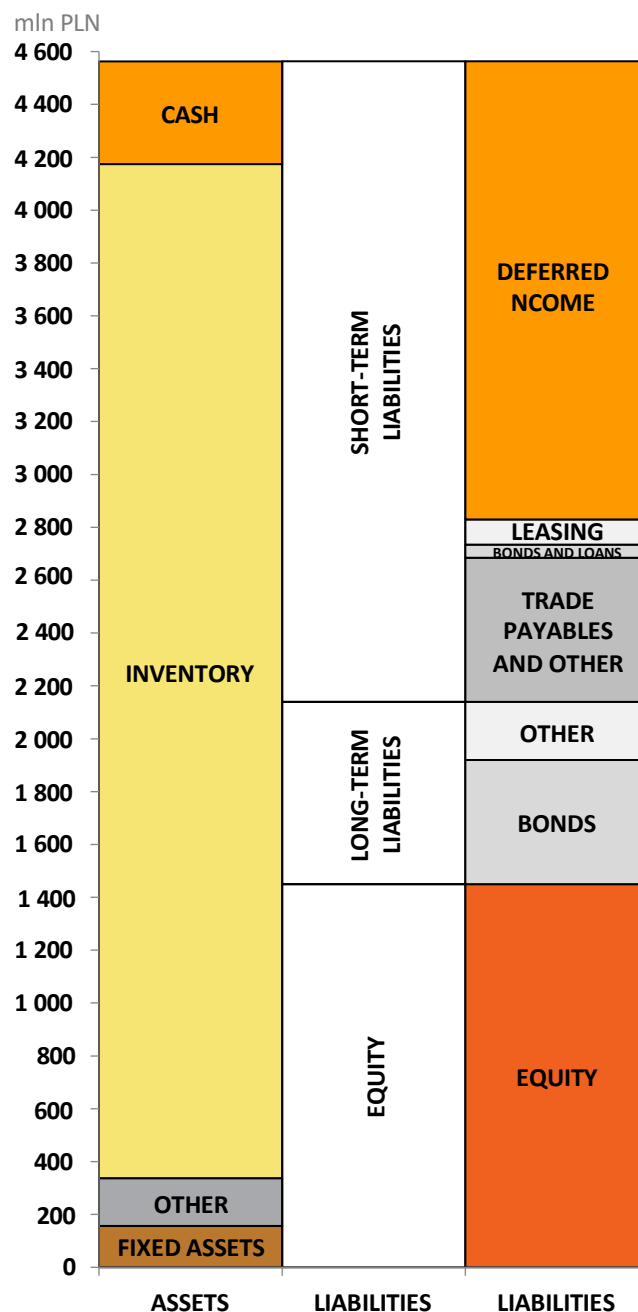 mln PLN
4 600
4 400
4 200
4 000
3 800
3 600
3 400
3 200
3 000
2 800
2 600
2 400
2 200
2 000
1 800
1 600
1 400
1 200
1 000
800
600
400
200
0
CASH
INVENTORY
OTHER
FIXED ASSETS
SHORT-TERM
LIABILITIES
LONG-TERM
LIABILITIES
EQUITY
DEFERRED
NCOME
LEASING
BONDS AND LOANS
TRADE
PAYABLES
AND OTHER
OTHER
BONDS
EQUITY
ASSETS
LIABILITIES
LIABILITIES